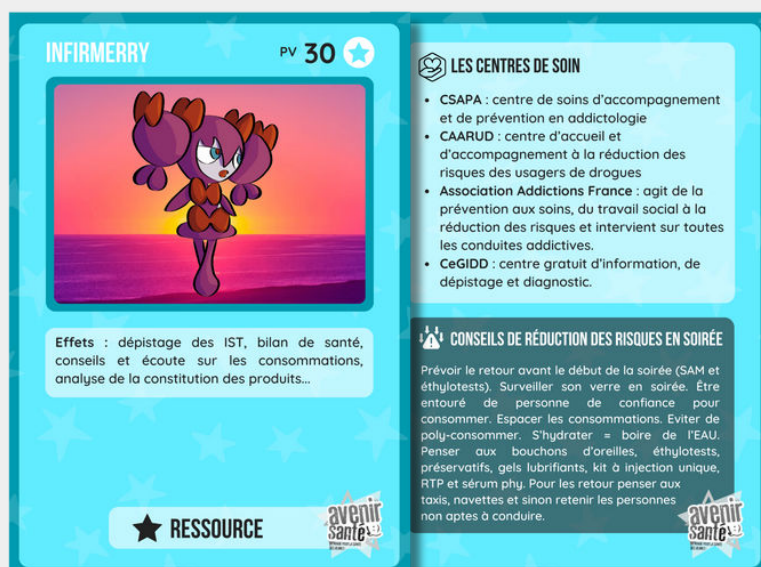 INFIRMERRY
PV 30
Effets : dépistage des IST, bilan de santé,
conseils et écoute sur les consommations,
analyse de la constitution des produits...
RESSOURCE
avenir
santé
LES CENTRES DE SOIN
• CSAPA : centre de soins d'accompagnement
et de prévention en addictologie
• CAARUD : centre d'accueil et
d'accompagnement à la réduction des
risques des usagers de drogues
• Association Addictions France : agit de la
prévention aux soins, du travail social à la
réduction des risques et intervient sur toutes
les conduites addictives.
• CeGIDD : centre gratuit d'information, de
dépistage et diagnostic.
CONSEILS DE RÉDUCTION DES RISQUES EN SOIRÉE
Prévoir le retour avant le début de la soirée (SAM et
éthylotests). Surveiller son verre en soirée. Être
entouré de personne de confiance pour
consommer. Espacer les consommations. Eviter de
poly-consommer. S'hydrater = boire de l'EAU.
Penser aux bouchons d'oreilles, éthylotests,
préservatifs, gels lubrifiants, kit à injection unique,
RTP et sérum phy. Pour les retour penser aux
taxis, navettes et sinon retenir les personnes
non aptes à conduire.
avenir
santé